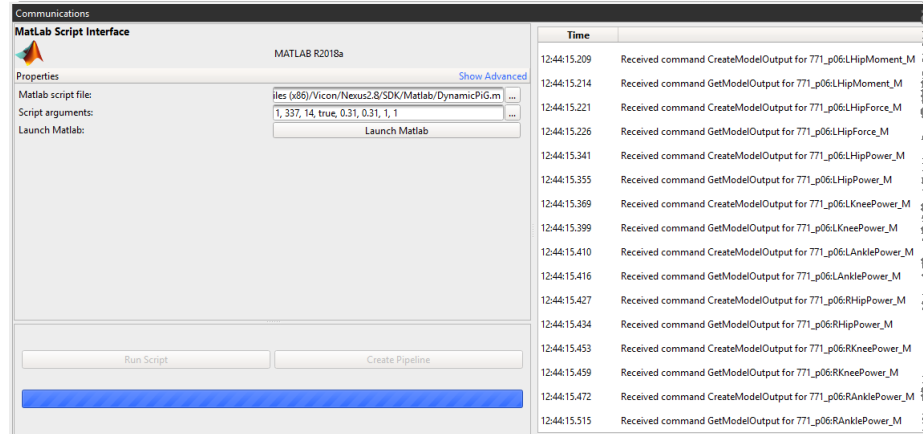 Communications
MatLab Script Interface
MATLAB R2018a
Properties Show Advanced
Matlab script file: iles (x86)/Vicon/Nexus2.8/SDK/Matlab/DynamicPiG.m ...
Script arguments: 1, 337, 14, true, 0.31, 0.31, 1, 1 ...
Launch Matlab: Launch Matlab
Run Script Create Pipeline
Time
12:44:15.209 Received command CreateModelOutput for 771_p06:LHipMoment_M
12:44:15.214 Received command GetModelOutput for 771_p06:LHipMoment_M
12:44:15.221 Received command CreateModelOutput for 771_p06:LHipForce_M
12:44:15.226 Received command GetModelOutput for 771_p06:LHipForce_M
12:44:15.341 Received command CreateModelOutput for 771_p06:LHipPower_M
12:44:15.355 Received command GetModelOutput for 771_p06:LHipPower_M
12:44:15.369 Received command CreateModelOutput for 771_p06:LKneePower_M
12:44:15.399 Received command GetModelOutput for 771_p06:LKneePower_M
12:44:15.410 Received command CreateModelOutput for 771_p06:LAnklePower_M
12:44:15.416 Received command GetModelOutput for 771_p06:LAnklePower_M
12:44:15.427 Received command CreateModelOutput for 771_p06:RHipPower_M
12:44:15.434 Received command GetModelOutput for 771_p06:RHipPower_M
12:44:15.453 Received command CreateModelOutput for 771_p06:RKneePower_M
12:44:15.459 Received command GetModelOutput for 771_p06:RKneePower_M
12:44:15.472 Received command CreateModelOutput for 771_p06:RAnklePower_M
12:44:15.515 Received command GetModelOutput for 771_p06:RAnklePower_M